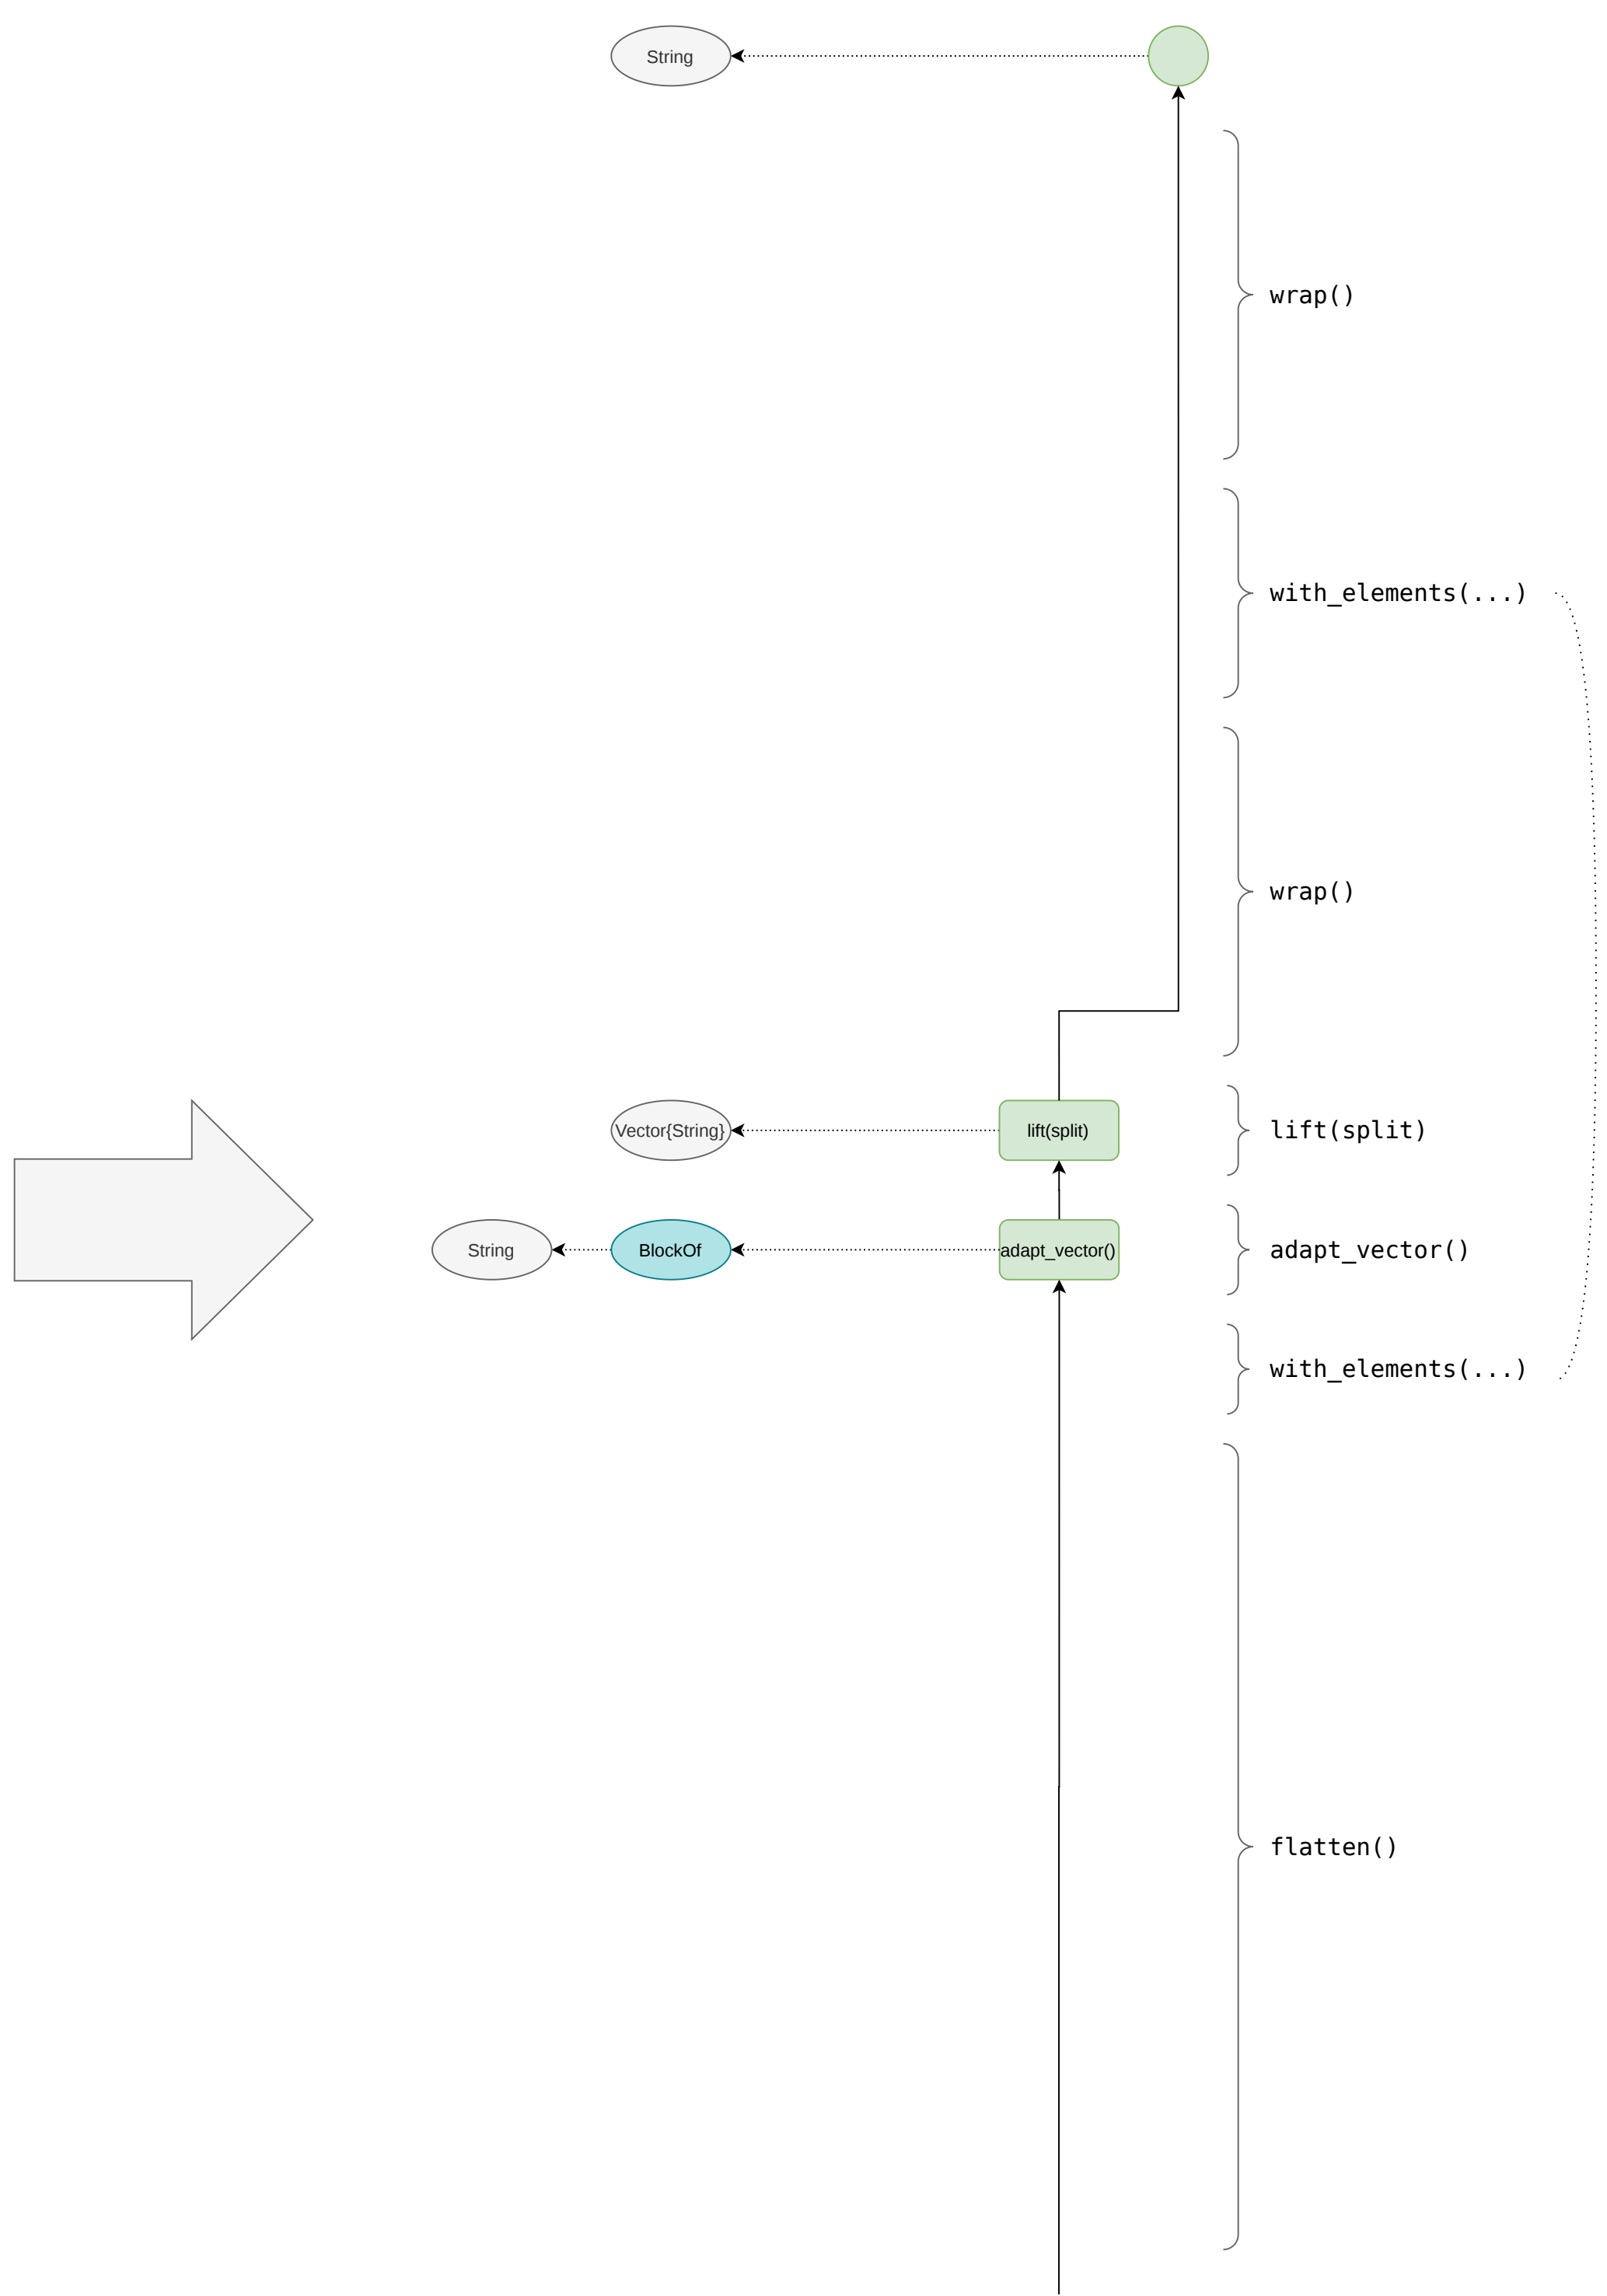 String
wrap()
with_elements(...)
wrap()
Vector{String}
lift(split)
lift(split)
String
BlockOf
adapt_vector()
adapt_vector()
with_elements(...)
flatten()